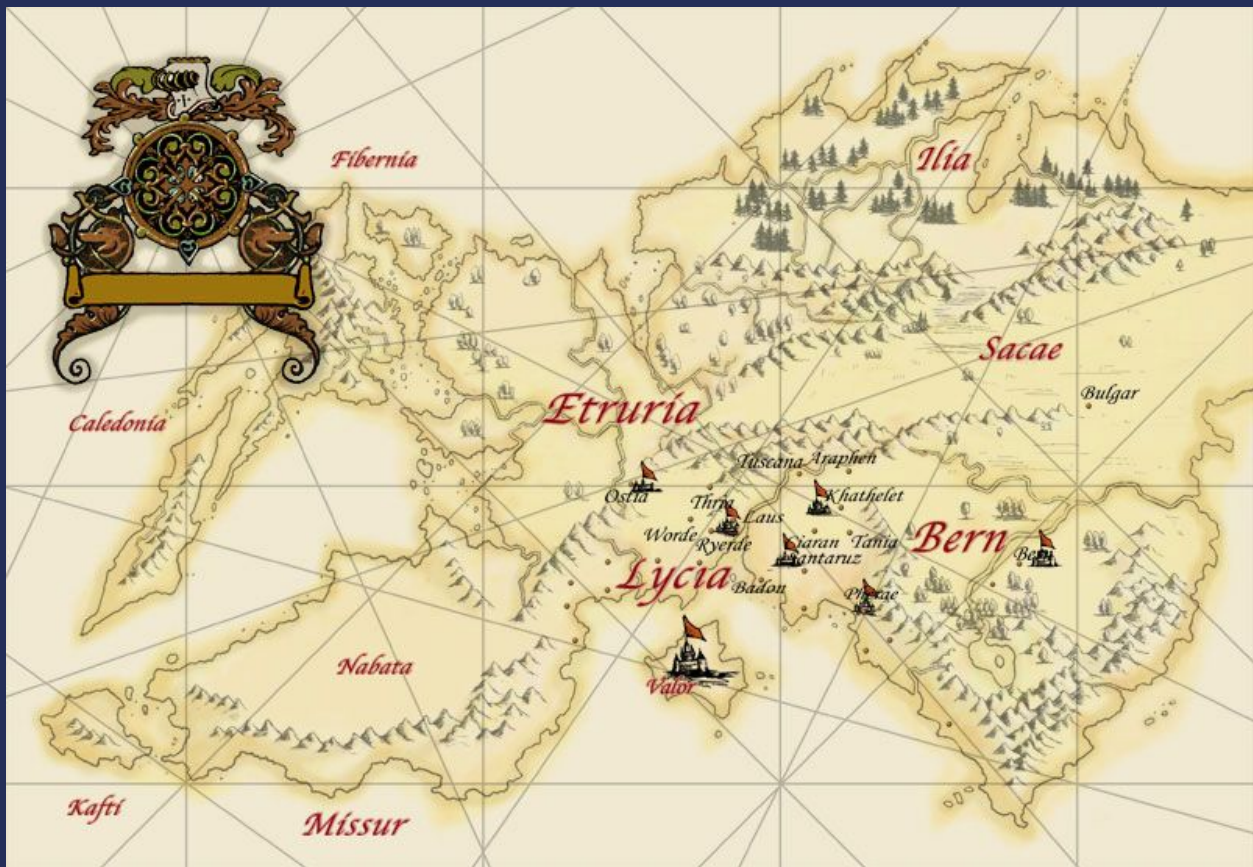 Fibernia
Ilia
Sacae
Bulgar
Caledonia
Etruria
Tuscana
Araphen
Ostia
Thria
Khathelet
Laus
Worde
Ryerde
Bern
Ciaran
Tania
Santaruz
Bern
Lycia
Badon
Pherae
Nabata
Valor
Kafti
Missur